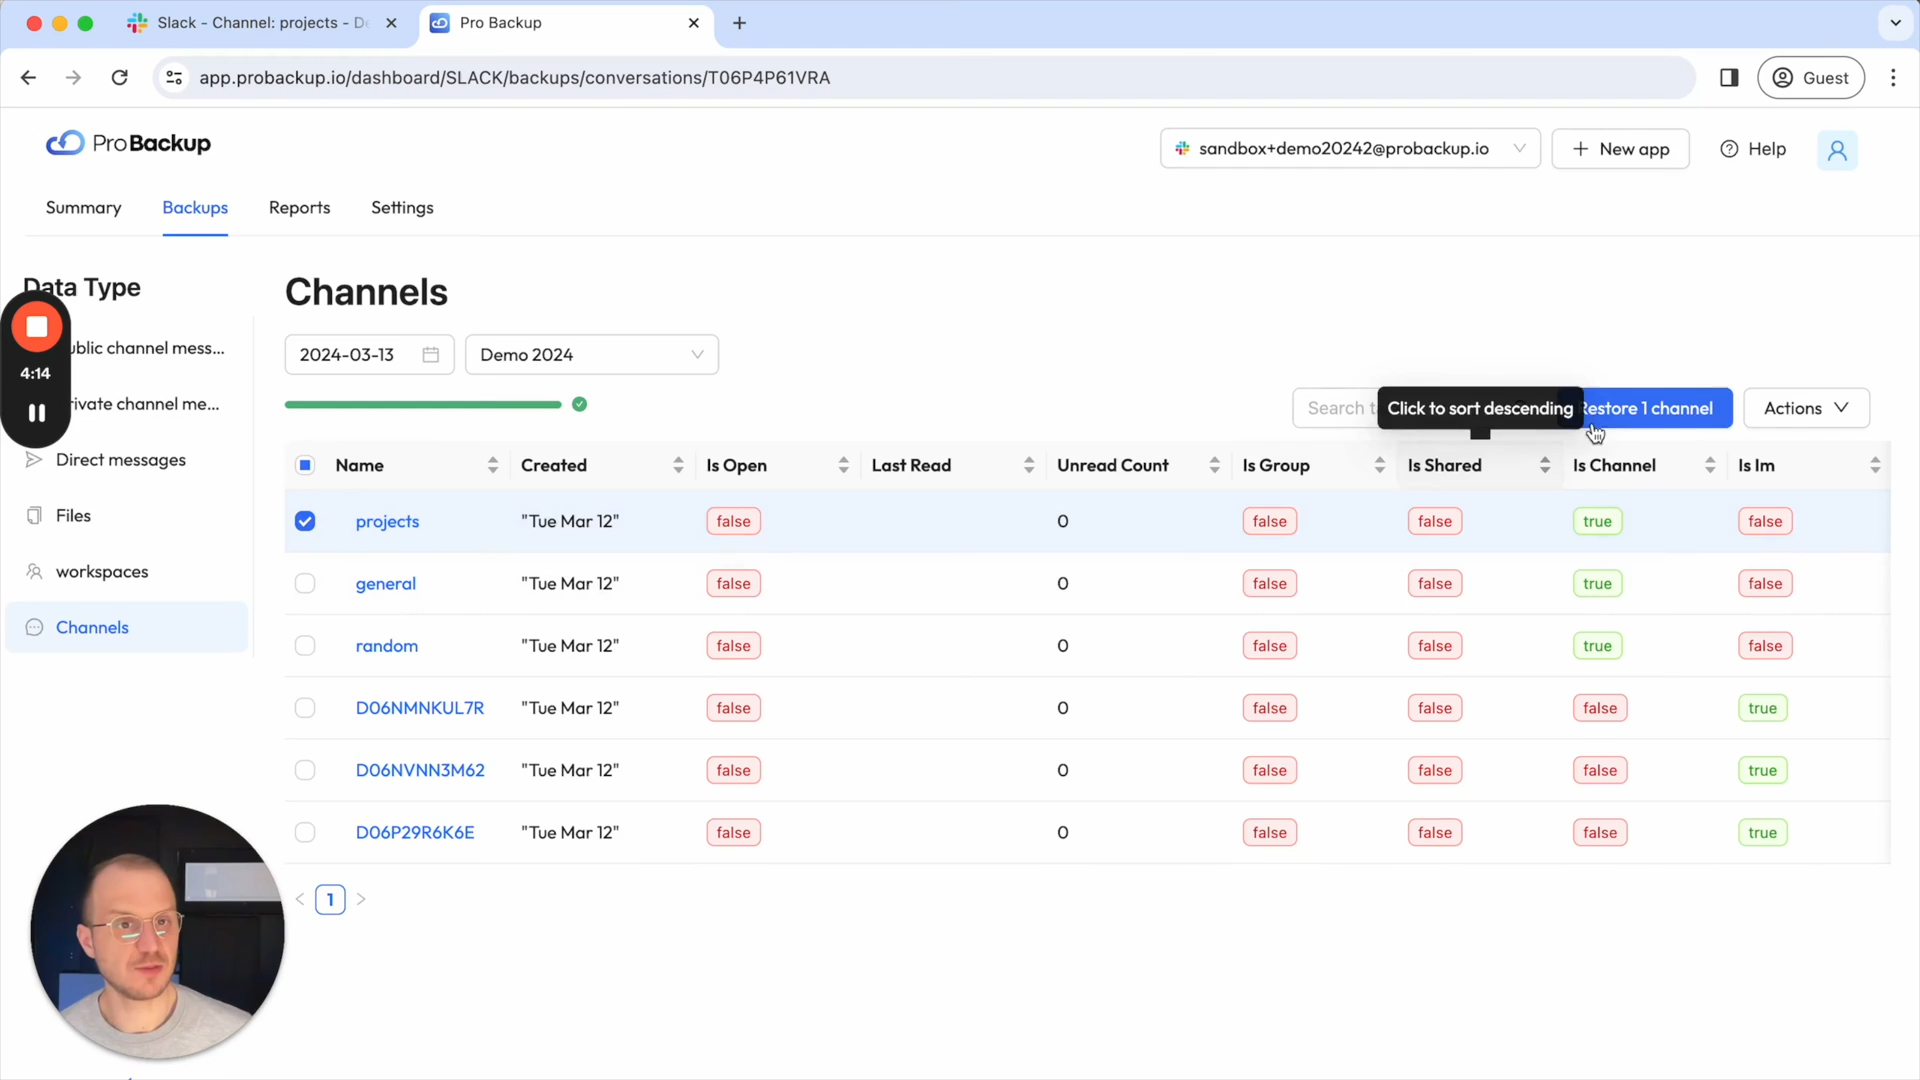 Slack - Channel: projects - De
Pro Backup
app.probackup.io/dashboard/SLACK/backups/conversations/T06P4P61VRA
Guest
ProBackup
sandbox+demo20242@probackup.io
New app
Help
Summary
Backups
Reports
Settings
Data Type
ublic channel mess...
rivate channel me...
Direct messages
Files
workspaces
Channels
4:14
Channels
2024-03-13
Demo 2024
Search t
Click to sort descending
estore 1 channel
Actions
Name Created Is Open Last Read Unread Count Is Group Is Shared Is Channel Is Im
projects "Tue Mar 12" false 0 false false true false
general "Tue Mar 12" false 0 false false true false
random "Tue Mar 12" false 0 false false true false
D06NMNKUL7R "Tue Mar 12" false 0 false false false true
D06NVNN3M62 "Tue Mar 12" false 0 false false false true
D06P29R6K6E "Tue Mar 12" false 0 false false false true
1